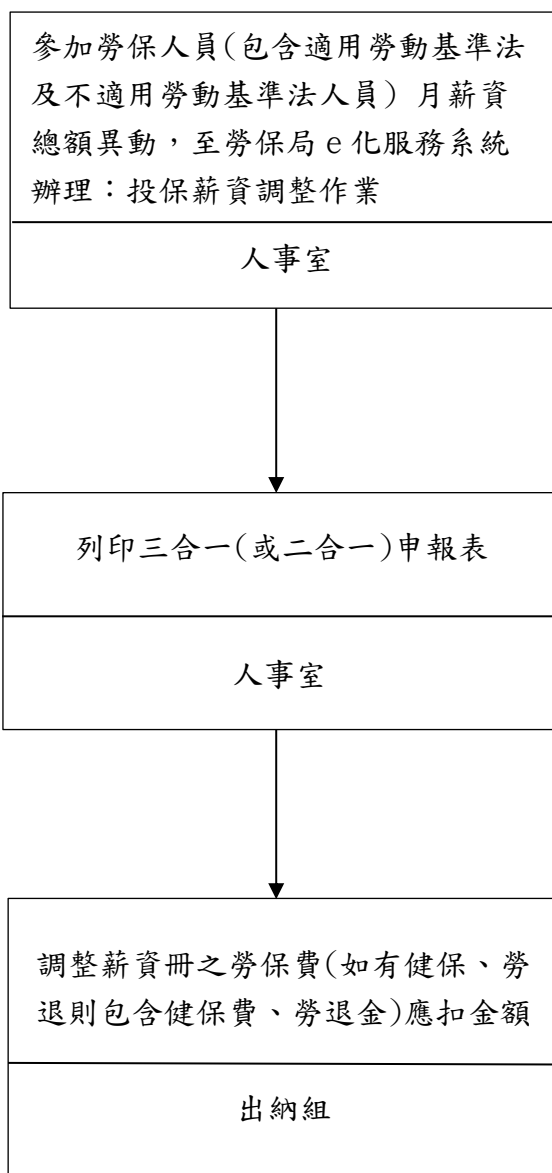 參加勞保人員(包含適用勞動基準法
及不適用勞動基準法人員)月薪資
總額異動，至勞保局e化服務系統
辦理：投保薪資調整作業
人事室
列印三合一(或二合一)申報表
人事室
調整薪資冊之勞保費(如有健保、勞
退則包含健保費、勞退金)應扣金額
出納組